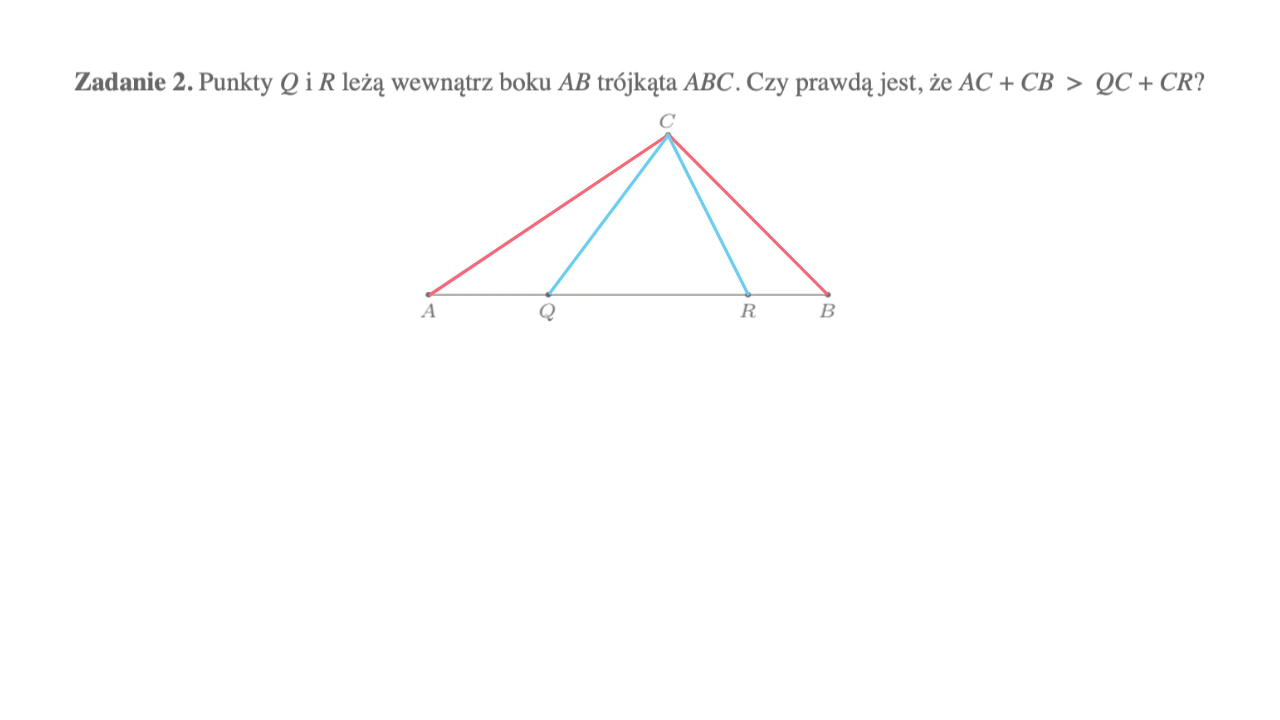 Zadanie 2. Punkty Q i R leżą wewnątrz boku AB trójkąta ABC. Czy prawdą jest, że AC + CB > QC + CR?
C
A Q R B